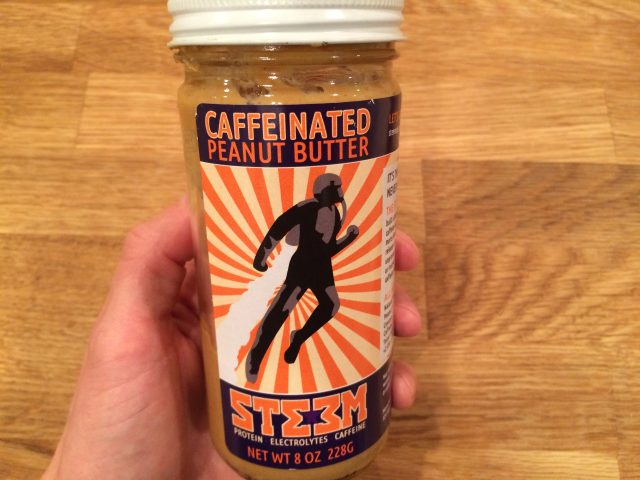 CAFFEINATED
PEANUT BUTTER
STEEM
PROTEIN ELECTROLYTES CAFFEINE
NET WT 8 OZ 228G